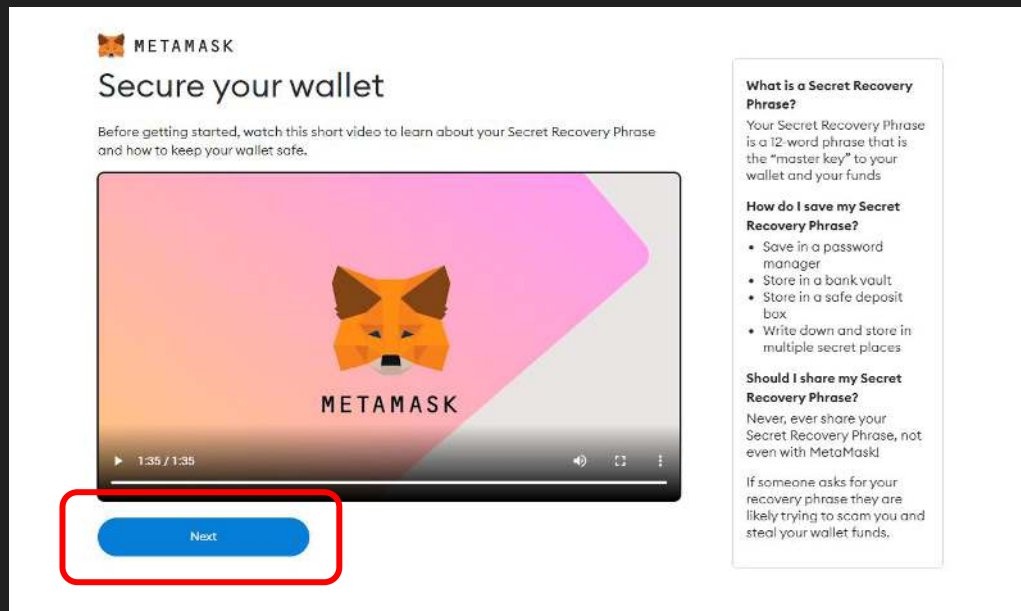 METAMASK
Secure your wallet
Before getting started, watch this short video to learn about your Secret Recovery Phrase
and how to keep your wallet safe.
METAMASK
1:35 / 1:35
Next
What is a Secret Recovery
Phrase?
Your Secret Recovery Phrase
is a 12-word phrase that is
the “master key” to your
wallet and your funds
How do I save my Secret
Recovery Phrase?
• Save in a password
manager
• Store in a bank vault
• Store in a safe deposit
box
• Write down and store in
multiple secret places
Should I share my Secret
Recovery Phrase?
Never, ever share your
Secret Recovery Phrase, not
even with MetaMask!
If someone asks for your
recovery phrase they are
likely trying to scam you and
steal your wallet funds.